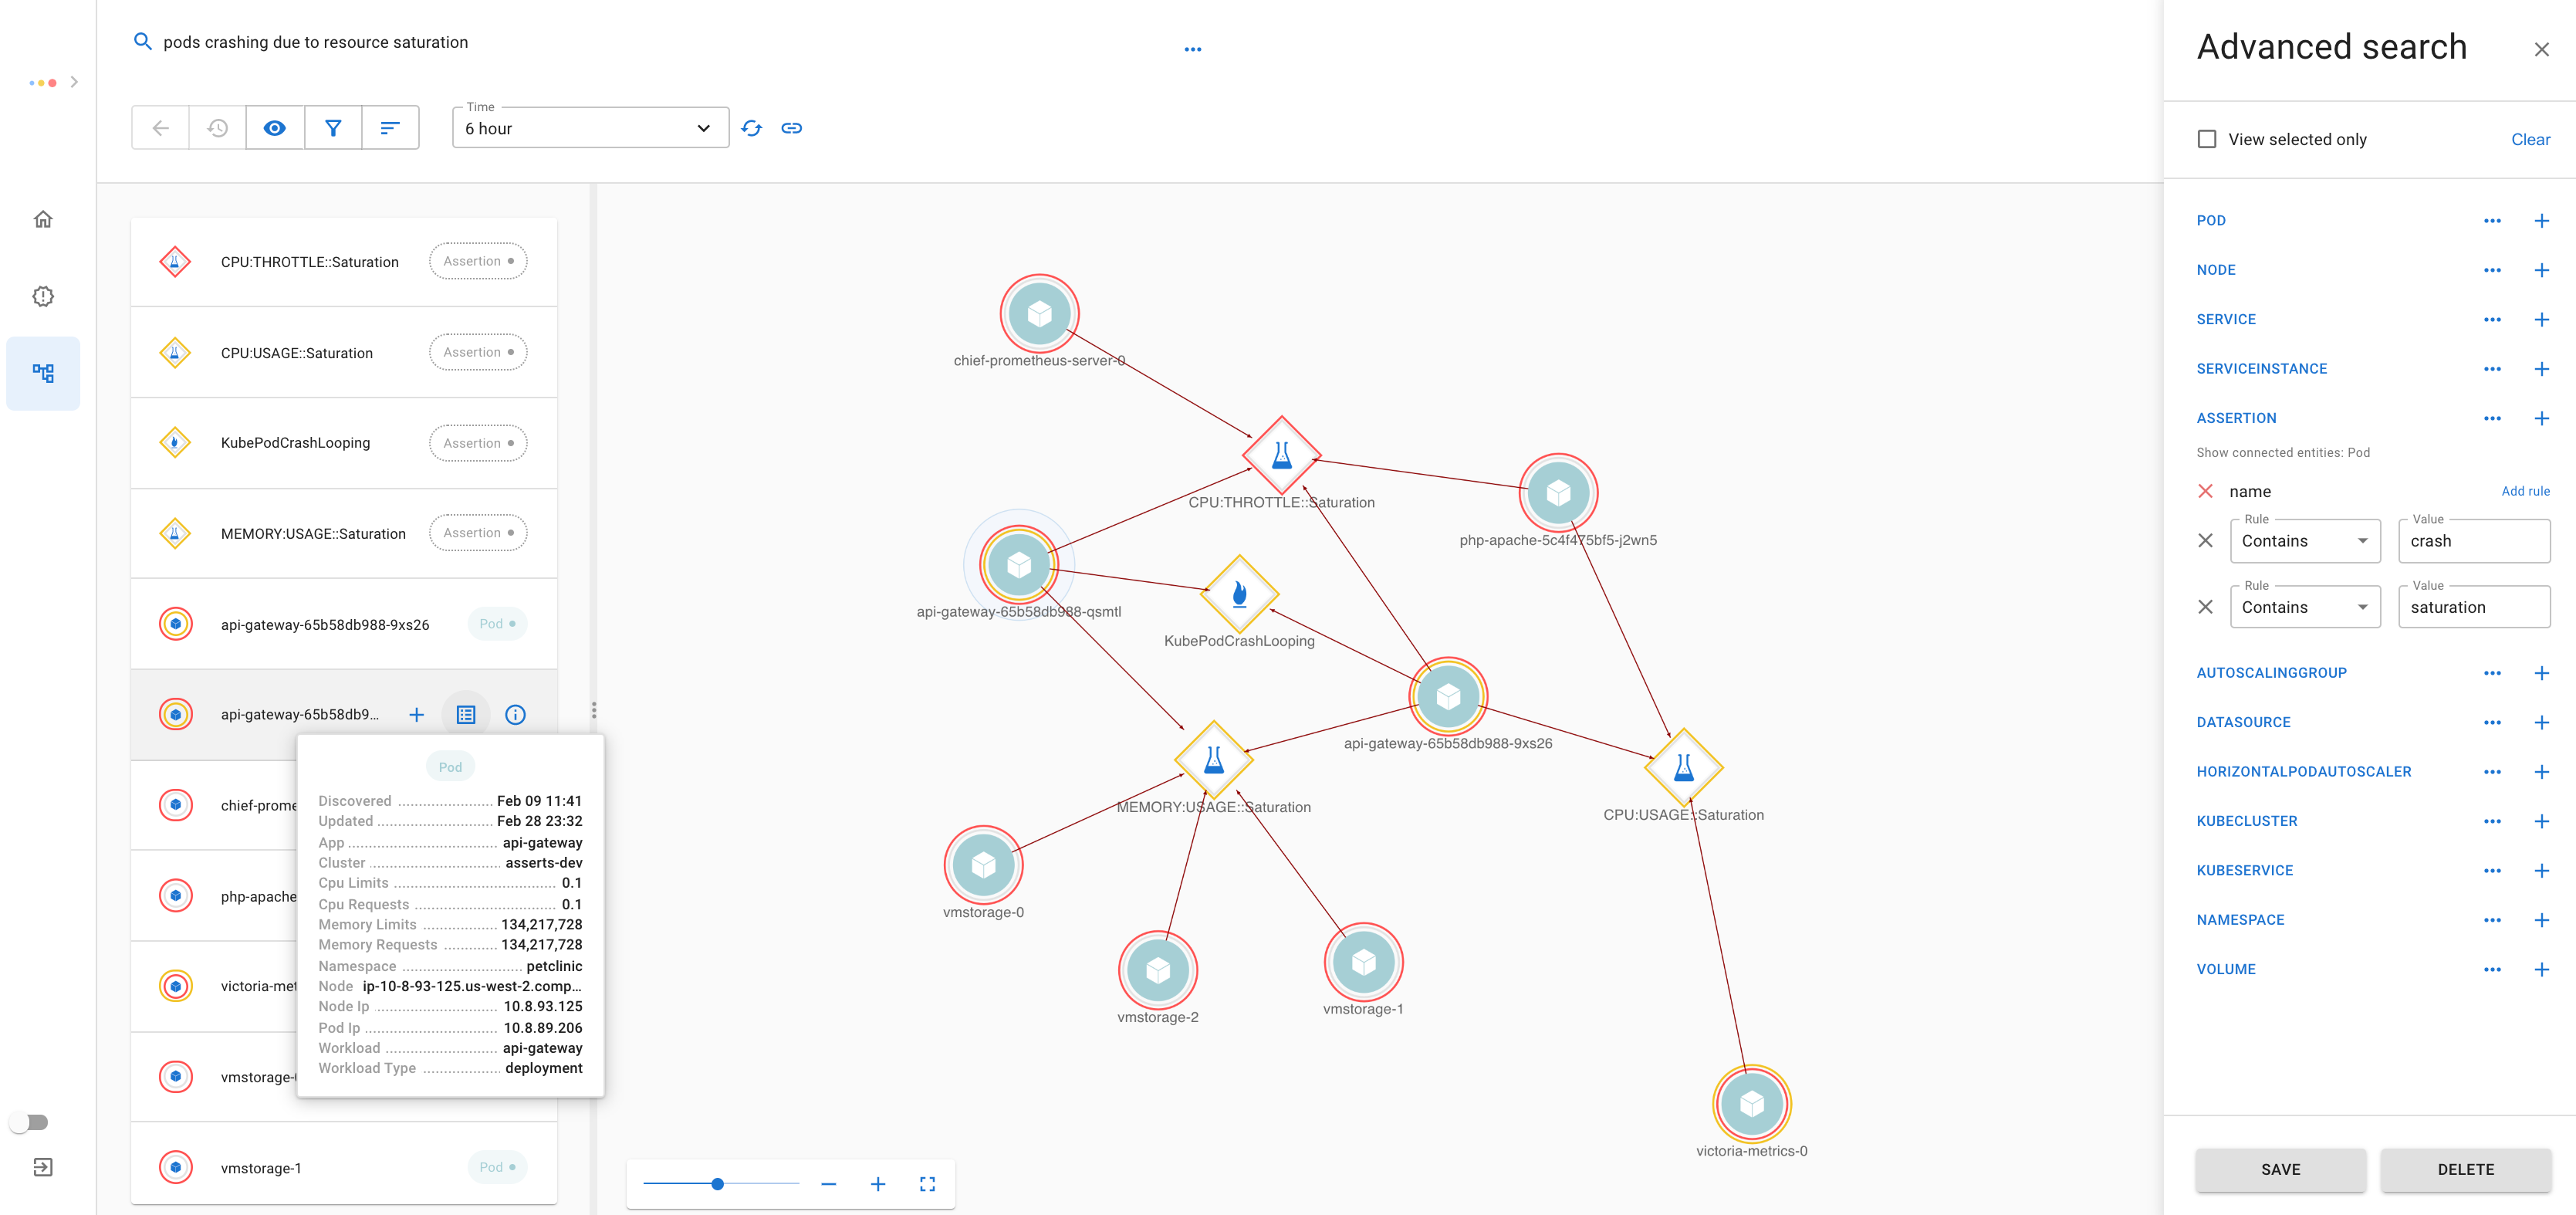 pods crashing due to resource saturation
Time
6 hour
CPU:THROTTLE::Saturation
Assertion
CPU:USAGE::Saturation
Assertion
KubePodCrashLooping
Assertion
MEMORY:USAGE::Saturation
Assertion
api-gateway-65b58db988-9xs26
Pod
api-gateway-65b58db9...
chief-prome
php-apache
victoria-met
vmstorage-
vmstorage-1
Pod
Pod
Discovered Feb 09 11:41
Updated Feb 28 23:32
App api-gateway
Cluster asserts-dev
Cpu Limits 0.1
Cpu Requests 0.1
Memory Limits 134,217,728
Memory Requests 134,217,728
Namespace petclinic
Node ip-10-8-93-125.us-west-2.comp...
Node Ip 10.8.93.125
Pod Ip 10.8.89.206
Workload api-gateway
Workload Type deployment
chief-prometheus-server-0
CPU:THROTTLE::Saturation
php-apache-5c4f475bf5-j2wn5
api-gateway-65b58db988-qsmtl
KubePodCrashLooping
api-gateway-65b58db988-9xs26
MEMORY:USAGE::Saturation
CPU:USAGE::Saturation
vmstorage-0
vmstorage-2
vmstorage-1
victoria-metrics-0
Advanced search
View selected only
Clear
POD
NODE
SERVICE
SERVICEINSTANCE
ASSERTION
Show connected entities: Pod
name
Add rule
Rule
Contains
Value
crash
Rule
Contains
Value
saturation
AUTOSCALINGGROUP
DATASOURCE
HORIZONTALPODAUTOSCALER
KUBECLUSTER
KUBESERVICE
NAMESPACE
VOLUME
SAVE
DELETE